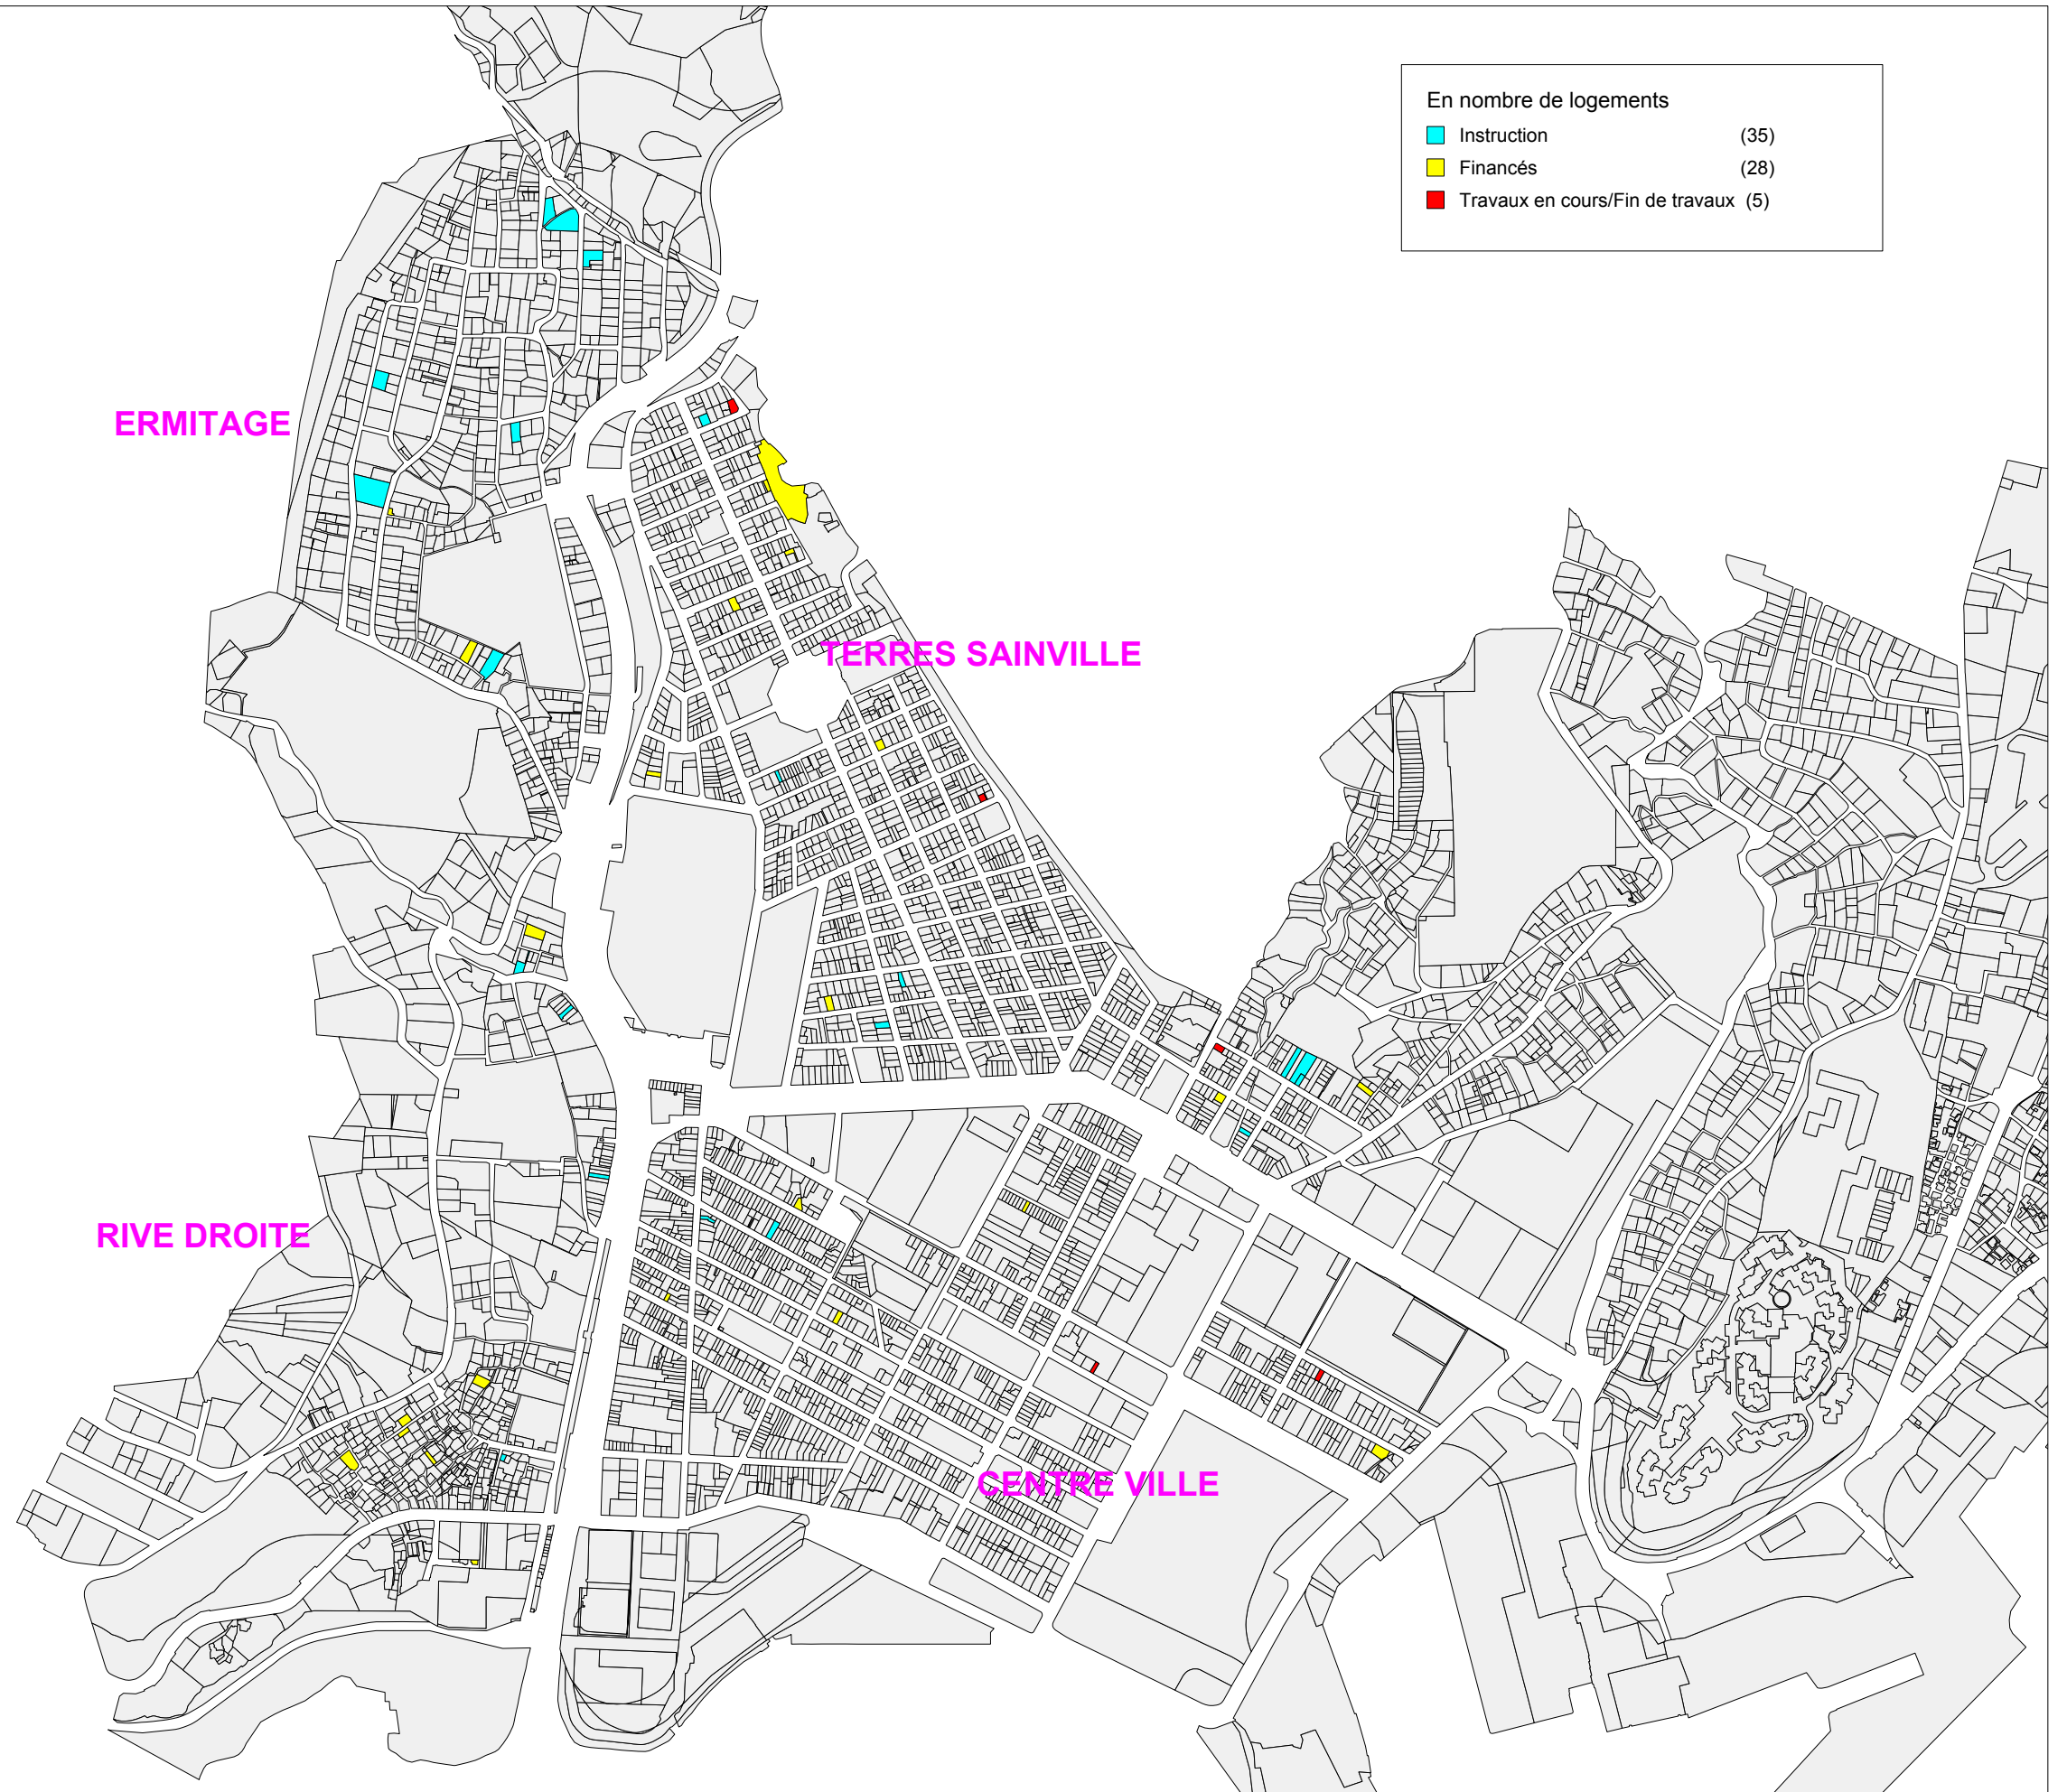 En nombre de logements
Instruction (35)
Financés (28)
Travaux en cours/Fin de travaux (5)
ERMITAGE
TERRES SAINVILLE
RIVE DROITE
CENTRE VILLE